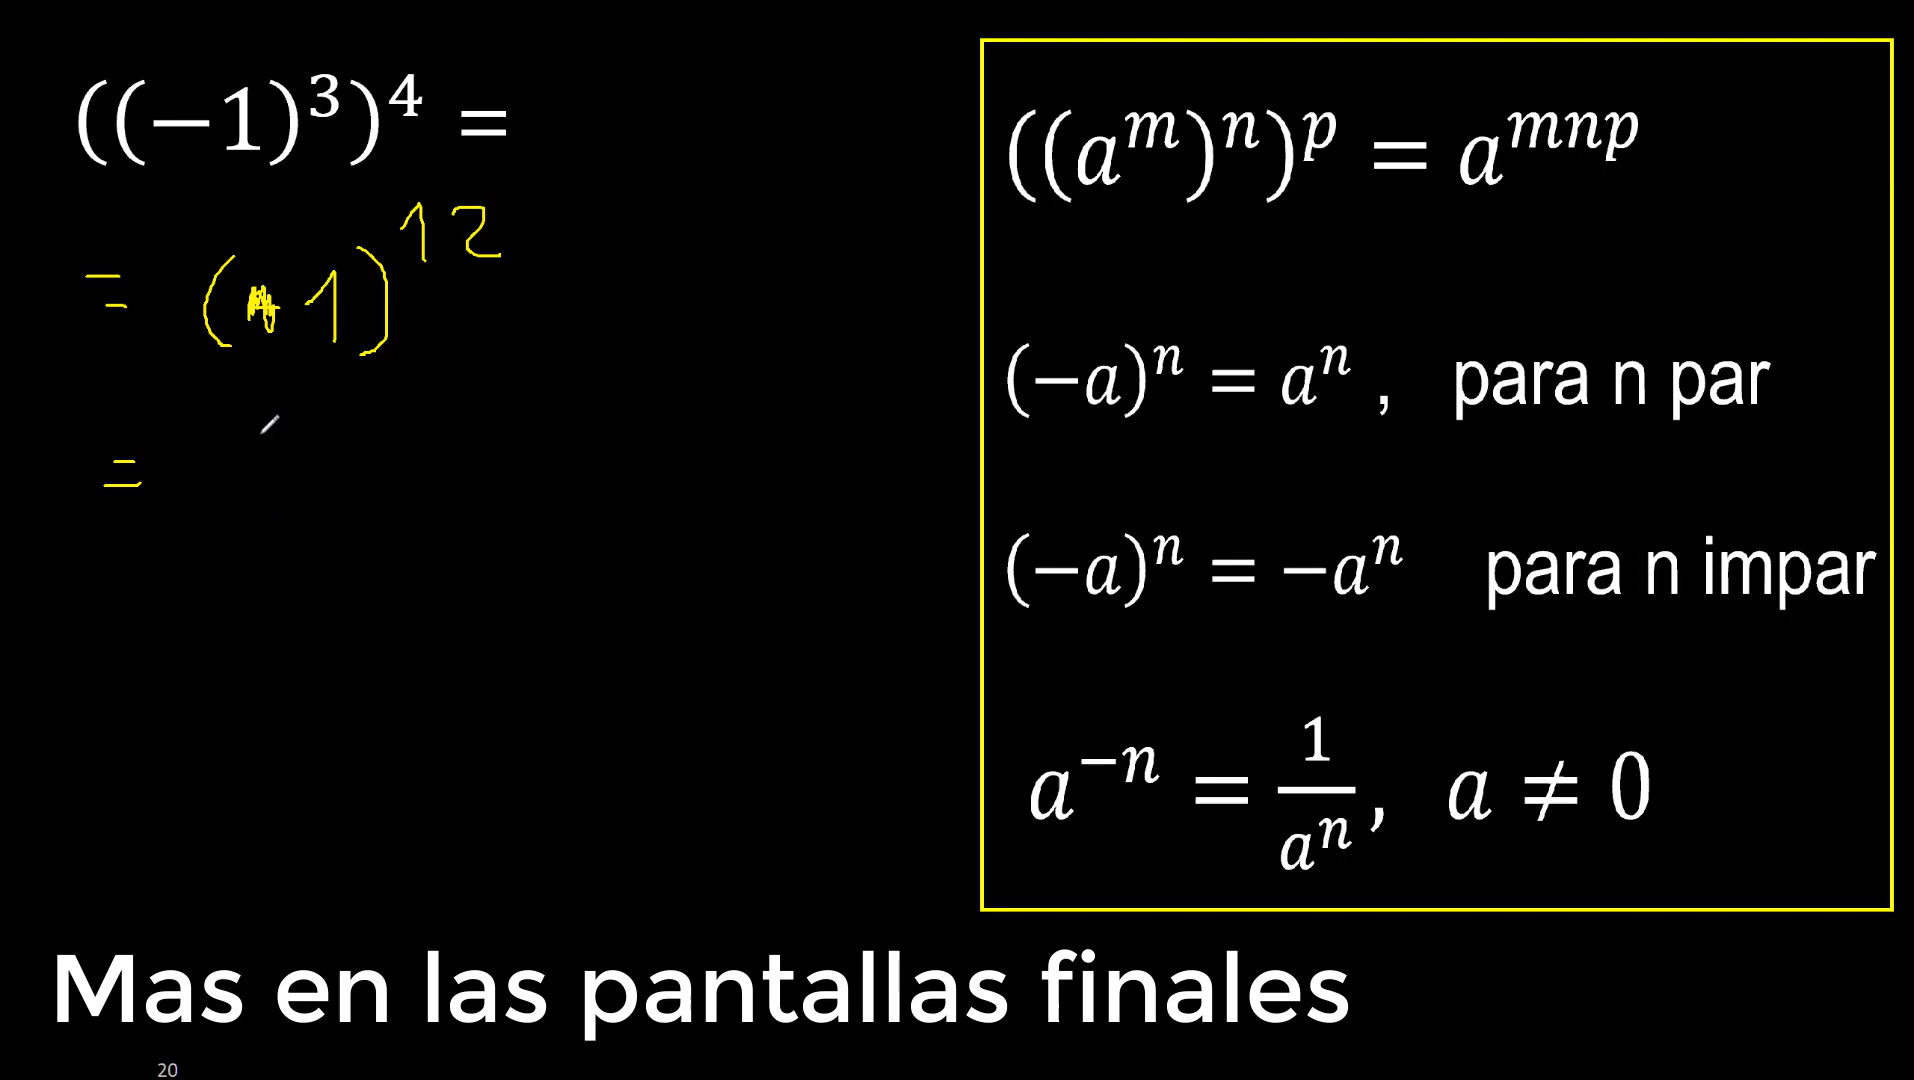 ((−1)³)⁴ =
= ( 1)¹²
=
((aᵐ)ⁿ)ᵖ = aᵐⁿᵖ
(−a)ⁿ = aⁿ , para n par
(−a)ⁿ = −aⁿ para n impar
a⁻ⁿ = 1/aⁿ, a ≠ 0
Mas en las pantallas finales
20